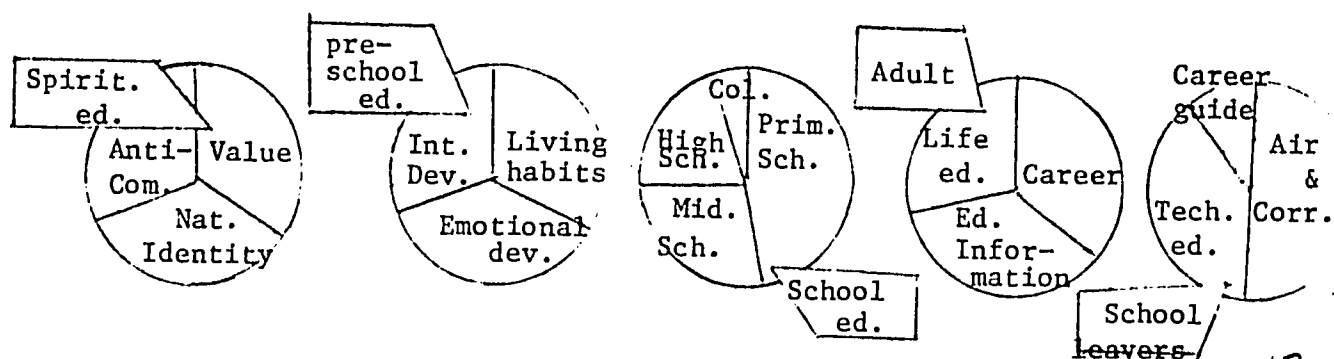 Spirit.
ed.
Anti-
Com.
Value
Nat.
Identity
pre-
school
ed.
Int.
Dev.
Living
habits
Emotional
dev.
Col.
High
Sch.
Prim.
Sch.
Mid.
Sch.
School
ed.
Adult
Life
ed.
Career
Ed.
Infor-
mation
Career
guide
Air
&
Corr.
Tech.
ed.
School
leavers